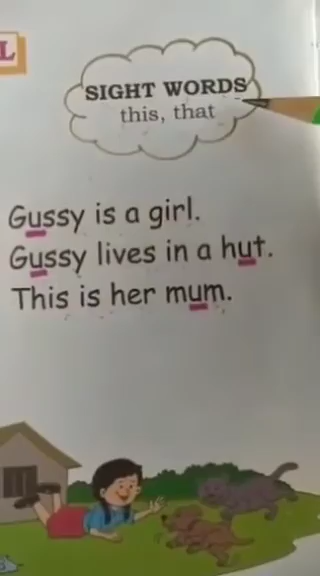 L
SIGHT WORDS
this, that
Gussy is a girl.
Gussy lives in a hut.
This is her mum.